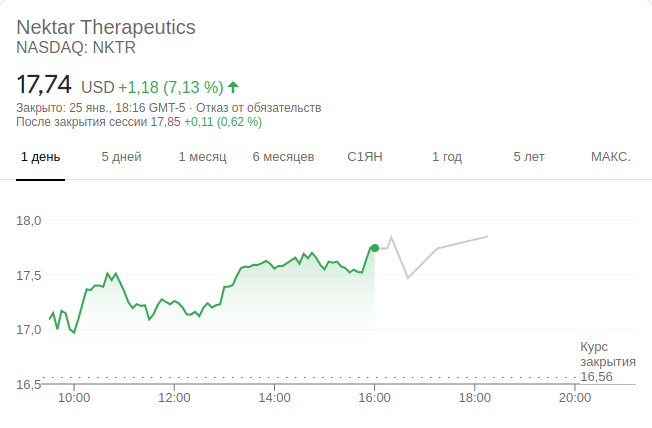 Nektar Therapeutics
NASDAQ: NKTR
17,74 USD +1,18 (7,13 %)
Закрыто: 25 янв., 18:16 GMT-5 · Отказ от обязательств
После закрытия сессии 17,85 +0,11 (0,62 %)
1 день 5 дней 1 месяц 6 месяцев С1ЯН 1 год 5 лет МАКС.
18,0
17,5
17,0
Курс
закрытия
16,56
16,5
10:00 12:00 14:00 16:00 18:00 20:00